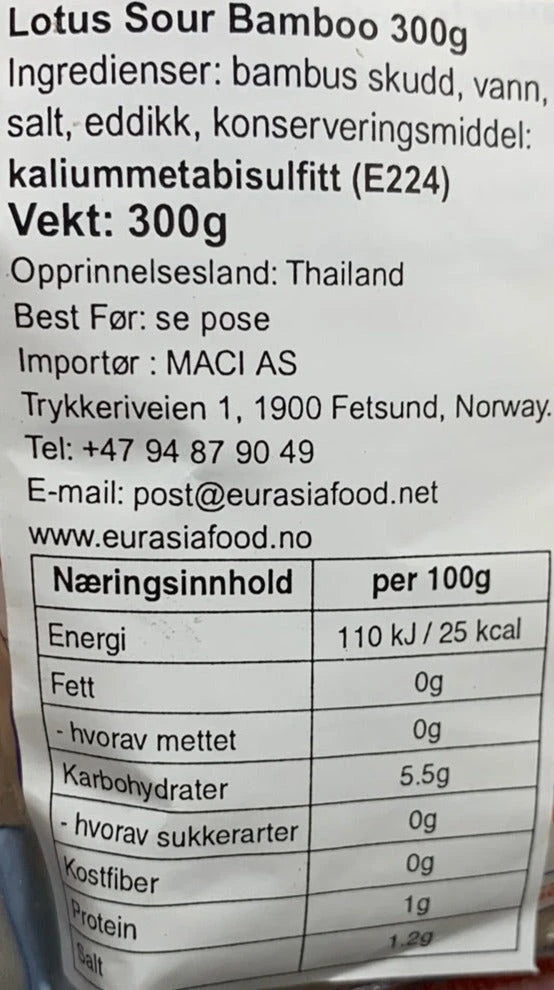 Lotus Sour Bamboo 300g
Ingredienser: bambus skudd, vann,
salt, eddikk, konserveringsmiddel:
kaliummetabisulfitt (E224)
Vekt: 300g
Opprinnelsesland: Thailand
Best Før: se pose
Importør : MACI AS
Trykkeriveien 1, 1900 Fetsund, Norway.
Tel: +47 94 87 90 49
E-mail: post@eurasiafood.net
www.eurasiafood.no
Næringsinnhold per 100g
Energi 110 kJ / 25 kcal
Fett 0g
- hvorav mettet 0g
Karbohydrater 5.5g
- hvorav sukkerarter 0g
Kostfiber 0g
Protein 1g
Salt 1.2g